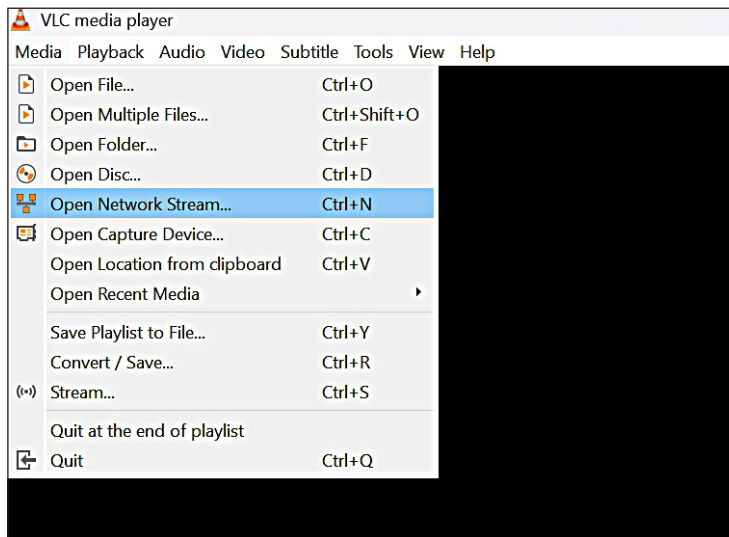 VLC media player
Media Playback Audio Video Subtitle Tools View Help
Open File... Ctrl+O
Open Multiple Files... Ctrl+Shift+O
Open Folder... Ctrl+F
Open Disc... Ctrl+D
Open Network Stream... Ctrl+N
Open Capture Device... Ctrl+C
Open Location from clipboard Ctrl+V
Open Recent Media
Save Playlist to File... Ctrl+Y
Convert / Save... Ctrl+R
Stream... Ctrl+S
Quit at the end of playlist
Quit Ctrl+Q